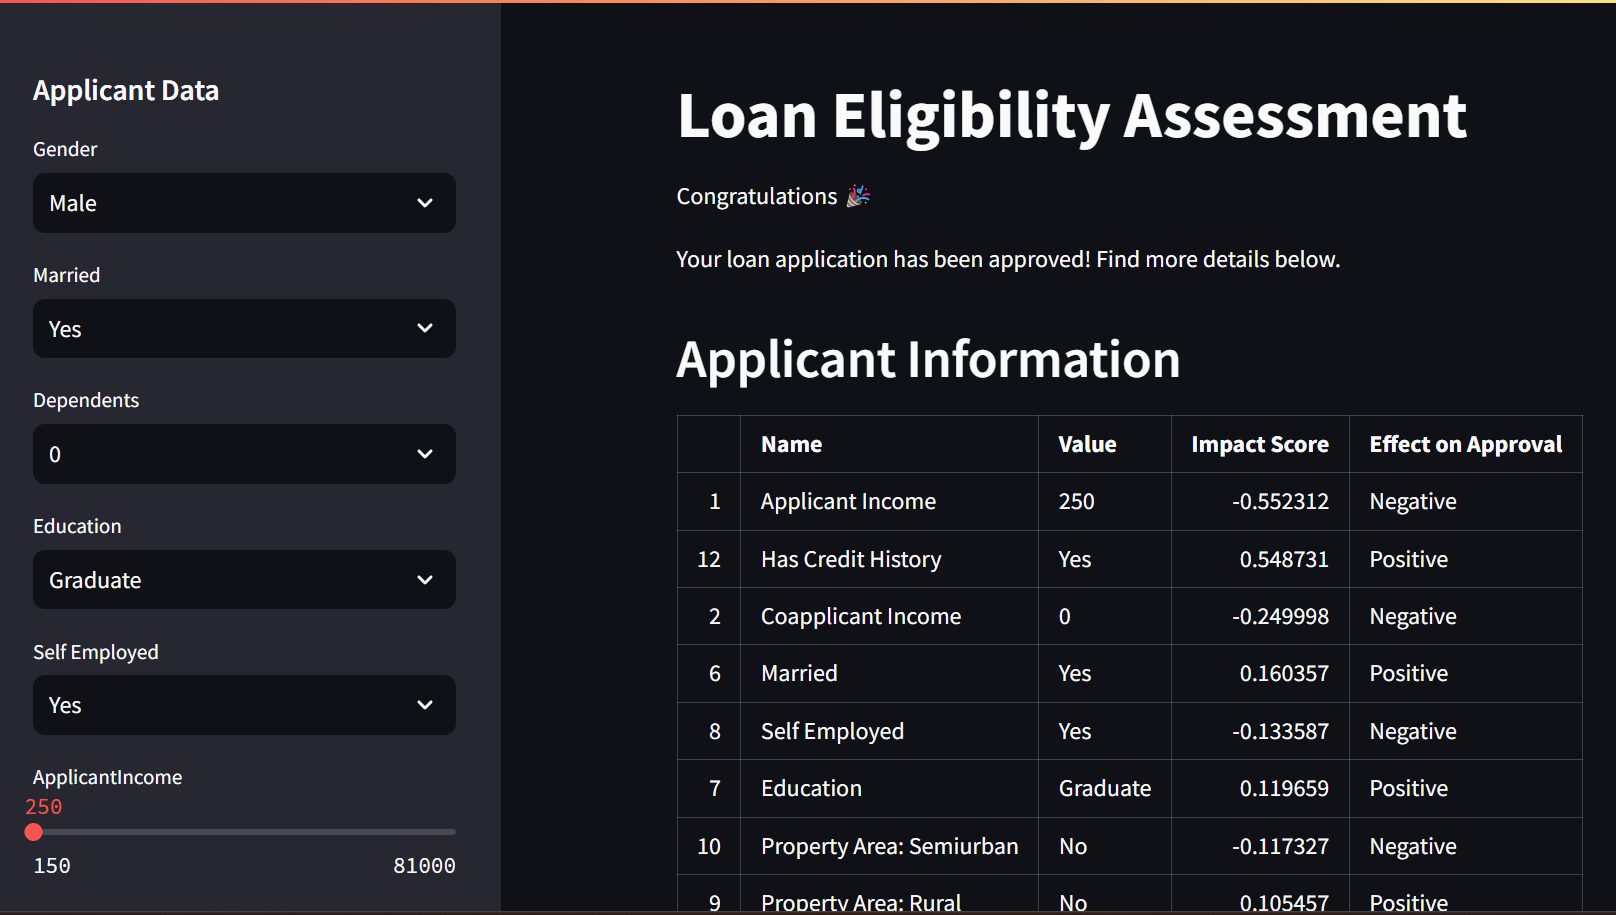 Applicant Data
Gender
Male
Married
Yes
Dependents
0
Education
Graduate
Self Employed
Yes
ApplicantIncome
250
150 81000
Loan Eligibility Assessment
Congratulations 🎉
Your loan application has been approved! Find more details below.
Applicant Information
Name Value Impact Score Effect on Approval
1 Applicant Income 250 -0.552312 Negative
12 Has Credit History Yes 0.548731 Positive
2 Coapplicant Income 0 -0.249998 Negative
6 Married Yes 0.160357 Positive
8 Self Employed Yes -0.133587 Negative
7 Education Graduate 0.119659 Positive
10 Property Area: Semiurban No -0.117327 Negative
9 Property Area: Rural No 0.105457 Positive